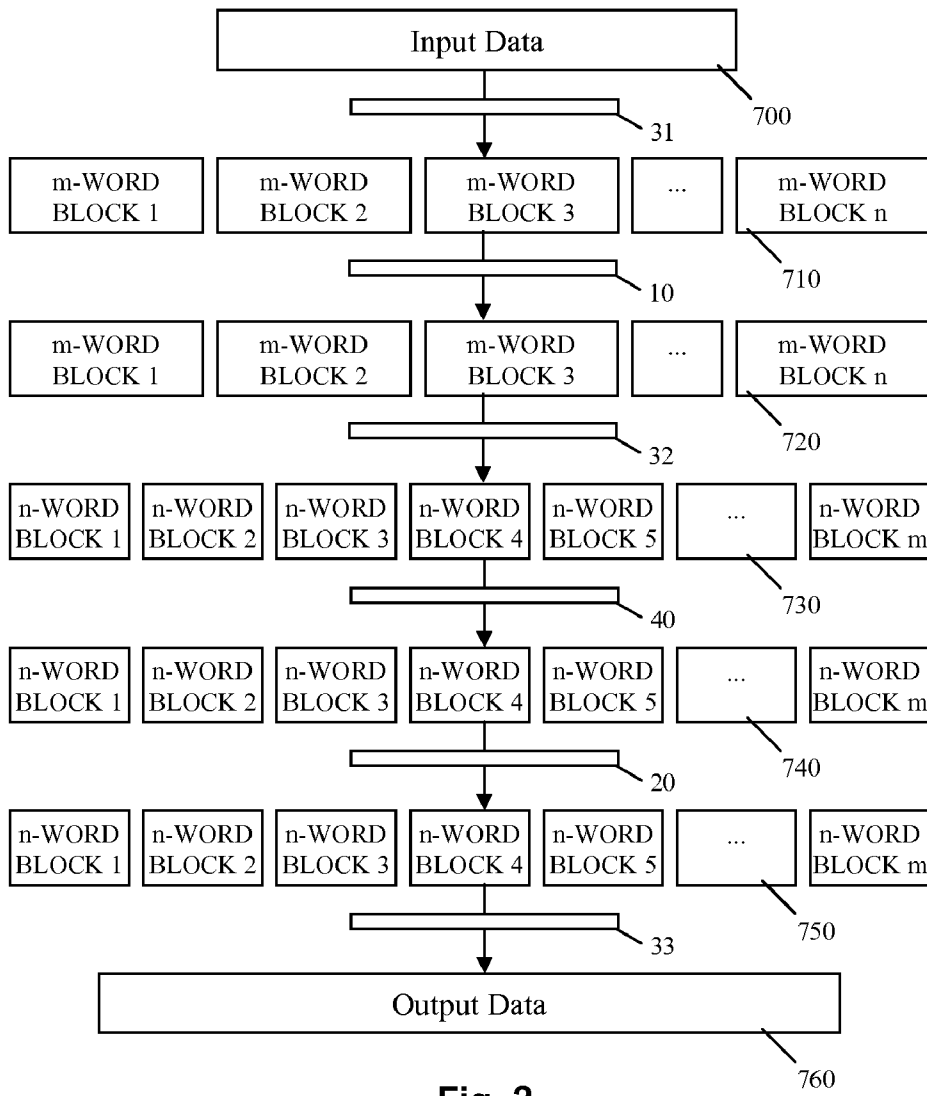 Input Data
700
31
m-WORD BLOCK 1
m-WORD BLOCK 2
m-WORD BLOCK 3
...
m-WORD BLOCK n
710
10
m-WORD BLOCK 1
m-WORD BLOCK 2
m-WORD BLOCK 3
...
m-WORD BLOCK n
720
32
n-WORD BLOCK 1
n-WORD BLOCK 2
n-WORD BLOCK 3
n-WORD BLOCK 4
n-WORD BLOCK 5
...
n-WORD BLOCK m
730
40
n-WORD BLOCK 1
n-WORD BLOCK 2
n-WORD BLOCK 3
n-WORD BLOCK 4
n-WORD BLOCK 5
...
n-WORD BLOCK m
740
20
n-WORD BLOCK 1
n-WORD BLOCK 2
n-WORD BLOCK 3
n-WORD BLOCK 4
n-WORD BLOCK 5
...
n-WORD BLOCK m
750
33
Output Data
760
Fig.